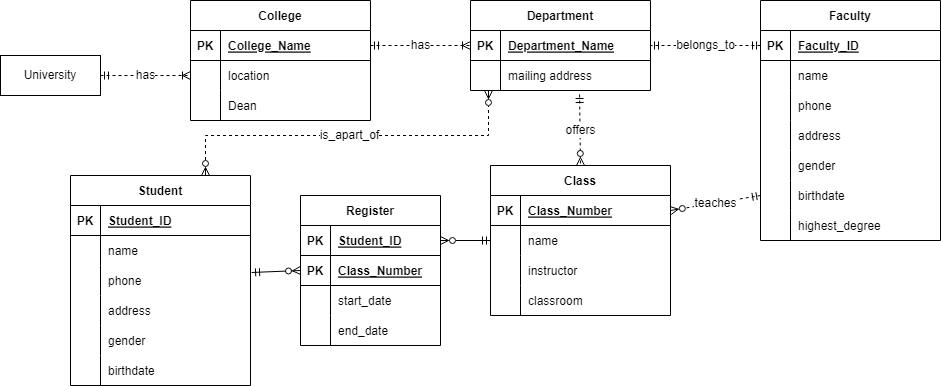 College
PK College_Name
location
Dean
Department
PK Department_Name
mailing address
Faculty
PK Faculty_ID
name
phone
address
gender
birthdate
highest_degree
University
has
has
belongs_to
is_apart_of
offers
teaches
Student
PK Student_ID
name
phone
address
gender
birthdate
Register
PK Student_ID
PK Class_Number
start_date
end_date
Class
PK Class_Number
name
instructor
classroom